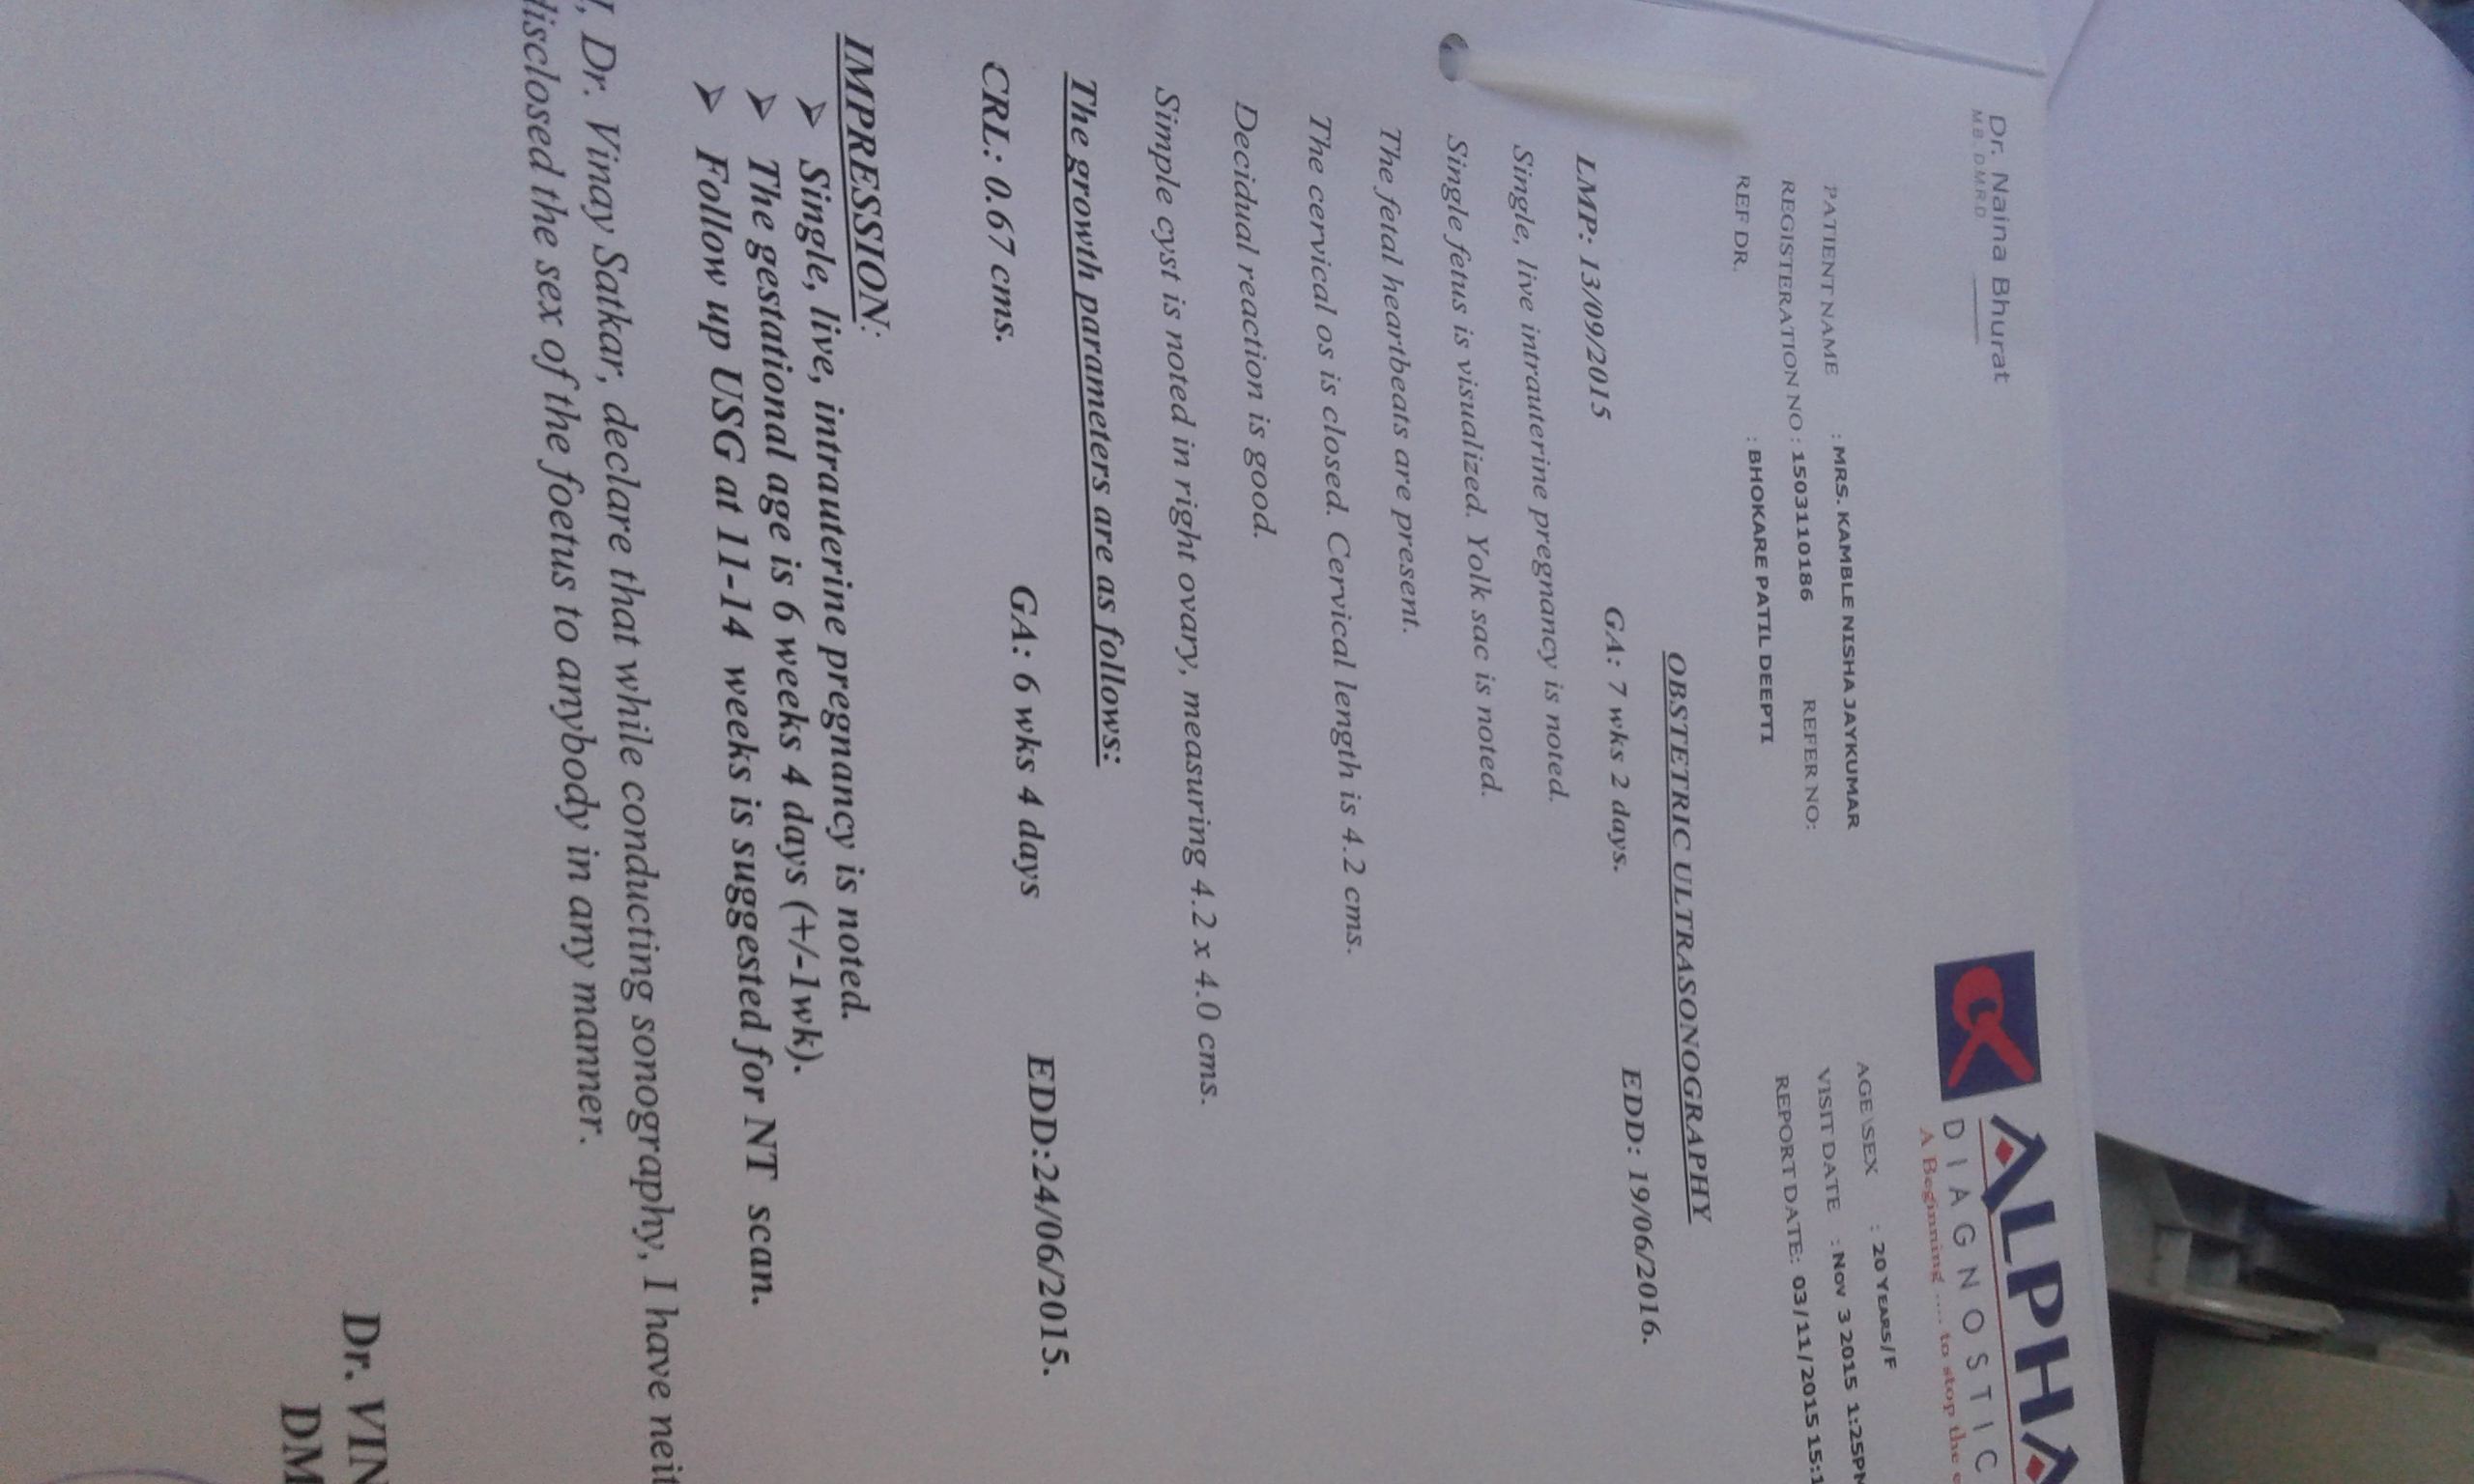 Dr. Naina Bhurat
M.B. D.M.R.D
ALPHA
DIAGNOSTIC
A Beginning .... to stop the
PATIENT NAME : MRS. KAMBLE NISHA JAYKUMAR AGE\SEX : 20 YEARS/F
REGISTERATION NO : 1503110186 REFER NO: VISIT DATE : Nov 3 2015 1:25PM
REF DR. : BHOKARE PATIL DEEPTI REPORT DATE: 03/11/2015 15:1
OBSTETRIC ULTRASONOGRAPHY
LMP: 13/09/2015 GA: 7 wks 2 days. EDD: 19/06/2016.
Single, live intrauterine pregnancy is noted.
Single fetus is visualized. Yolk sac is noted.
The fetal heartbeats are present.
The cervical os is closed. Cervical length is 4.2 cms.
Decidual reaction is good.
Simple cyst is noted in right ovary, measuring 4.2 x 4.0 cms.
The growth parameters are as follows:
CRL: 0.67 cms. GA: 6 wks 4 days EDD:24/06/2015.
IMPRESSION:
➢ Single, live, intrauterine pregnancy is noted.
➢ The gestational age is 6 weeks 4 days (+/-1wk).
➢ Follow up USG at 11-14 weeks is suggested for NT scan.
I, Dr. Vinay Satkar, declare that while conducting sonography, I have neit
disclosed the sex of the foetus to anybody in any manner.
Dr. VIN
DM